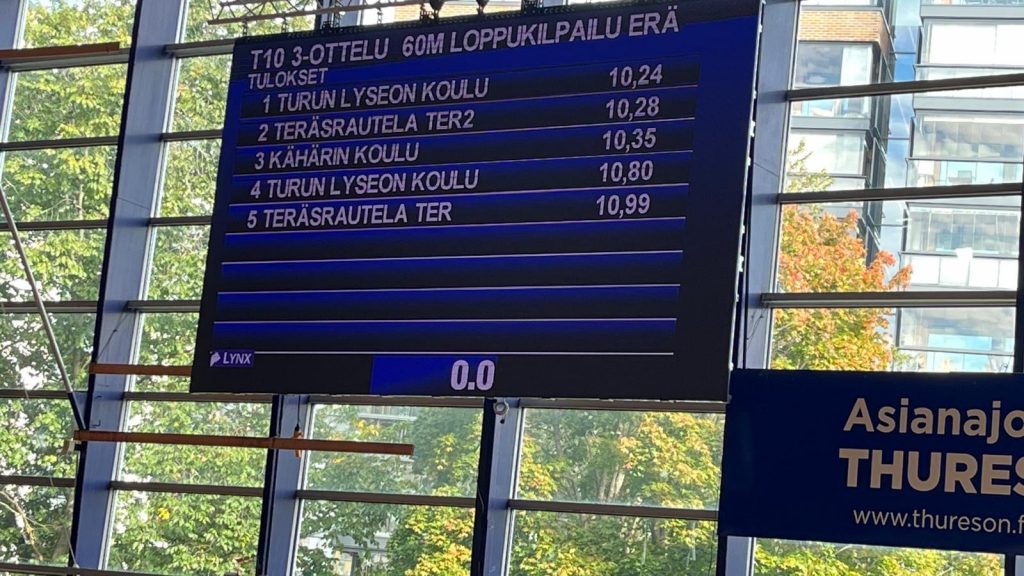 T10 3-OTTELU 60M LOPPUKILPAILU ERÄ
TULOKSET
1 TURUN LYSEON KOULU 10,24
2 TERÄSRAUTELA TER2 10,28
3 KÄHÄRIN KOULU 10,35
4 TURUN LYSEON KOULU 10,80
5 TERÄSRAUTELA TER 10,99
LYNX
0.0
Asianajo
THURES
www.thureson.f